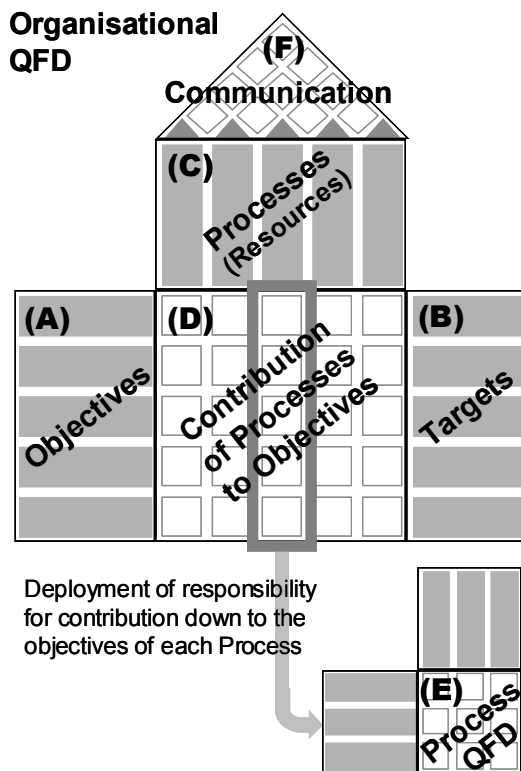 Organisational
QFD
(F)
Communication
(C)
Processes
(Resources)
(A)
Objectives
(D)
Contribution
of Processes
to Objectives
(B)
Targets
Deployment of responsibility
for contribution down to the
objectives of each Process
(E)
Process
QFD